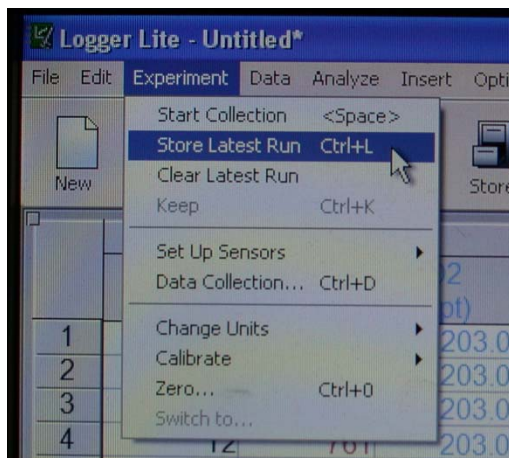 Logger Lite - Untitled*
File Edit Experiment Data Analyze Insert
Start Collection <Space>
Store Latest Run Ctrl+L
Clear Latest Run
Keep Ctrl+K
Set Up Sensors
Data Collection... Ctrl+D
Change Units
Calibrate
Zero... Ctrl+0
Switch to...
New
1 203.0
2 203.0
3 203.0
4 12 761 203.0